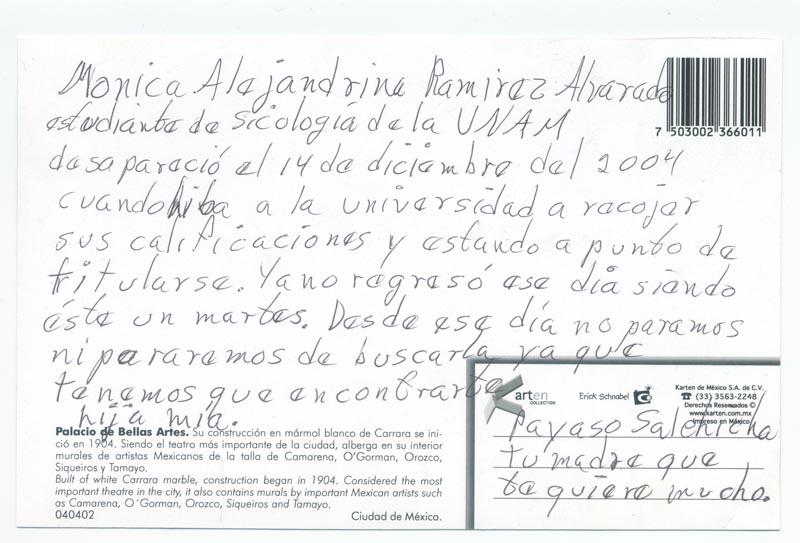 Monica Alejandrina Ramirez Alvarado
estudiante de Sicología de la UNAM
desapareció el 14 de diciembre del 2004
cuando hiba a la universidad a recojer
sus calificaciones y estando a punto de
titularse. Ya no regresó ese día siendo
éste un martes. Desde ese día no paramos
ni pararemos de buscarla ya que
tenemos que encontrarte
hija mía.
7 503002 366011
Palacio de Bellas Artes. Su construcción en mármol blanco de Carrara se ini-
ció en 1904. Siendo el teatro más importante de la ciudad, alberga en su interior
murales de artistas Mexicanos de la talla de Camarena, O'Gorman, Orozco,
Siqueiros y Tamayo.
Built of white Carrara marble, construction began in 1904. Considered the most
important theatre in the city, it also contains murals by important Mexican artists such
as Camarena, O´Gorman, Orozco, Siqueiros and Tamayo.
040402
Ciudad de México.
Karten
COLLECTION
Erick Schnabel
Karten de México S.A. de C.V.
☎ (33) 3563-2248
Derechos Reservados ©
www.karten.com.mx
Impreso en México
Payaso Salchicha
tu madre que
te quiere mucho.